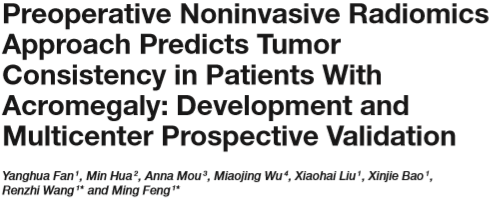 Preoperative Noninvasive Radiomics
Approach Predicts Tumor
Consistency in Patients With
Acromegaly: Development and
Multicenter Prospective Validation
Yanghua Fan¹, Min Hua², Anna Mou³, Miaojing Wu⁴, Xiaohai Liu¹, Xinjie Bao¹,
Renzhi Wang¹* and Ming Feng¹*